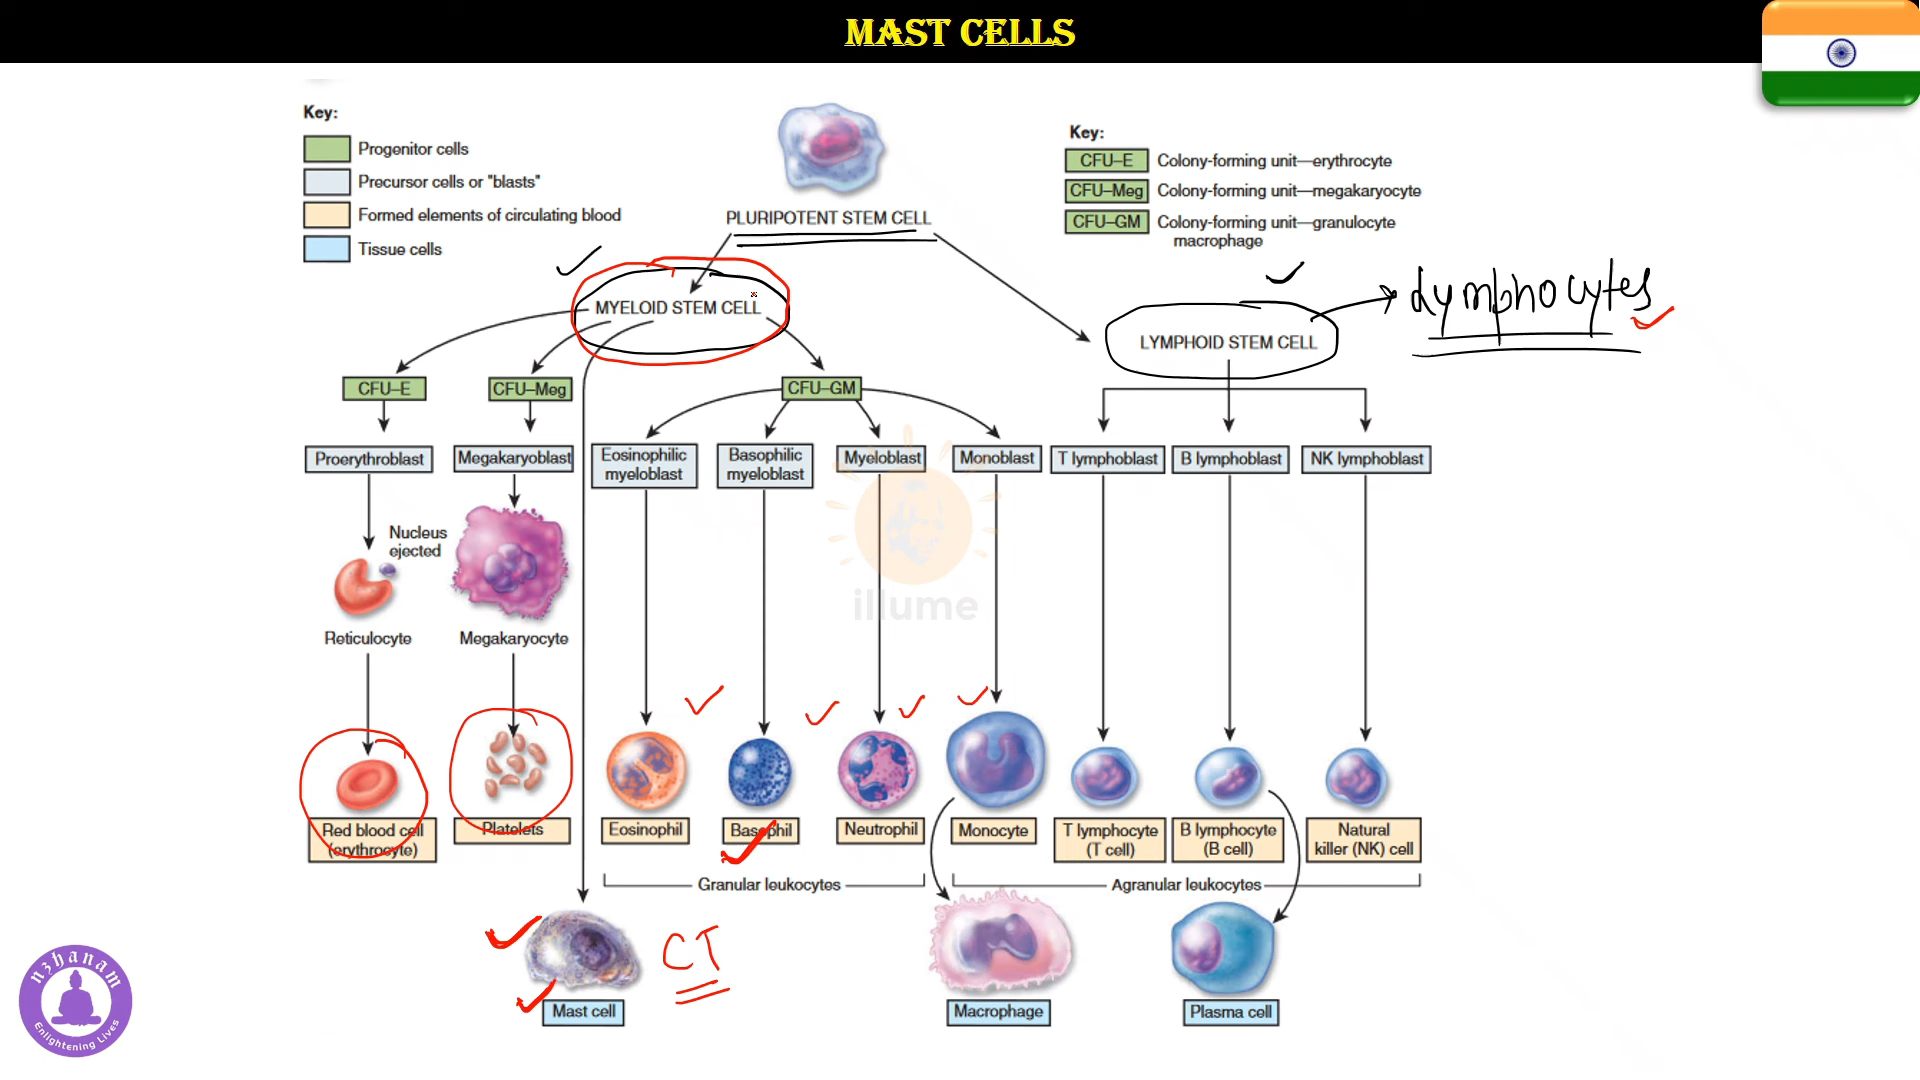 MAST CELLS
Key:
Progenitor cells
Precursor cells or "blasts"
Formed elements of circulating blood
Tissue cells
PLURIPOTENT STEM CELL
Key:
CFU–E Colony-forming unit—erythrocyte
CFU–Meg Colony-forming unit—megakaryocyte
CFU–GM Colony-forming unit—granulocyte
macrophage
MYELOID STEM CELL
LYMPHOID STEM CELL
Lymphocytes
CFU–E
CFU–Meg
CFU–GM
Proerythroblast
Megakaryoblast
Eosinophilic
myeloblast
Basophilic
myeloblast
Myeloblast
Monoblast
T lymphoblast
B lymphoblast
NK lymphoblast
Nucleus
ejected
illume
Reticulocyte
Megakaryocyte
Red blood cell
(erythrocyte)
Platelets
Eosinophil
Basophil
Neutrophil
Monocyte
T lymphocyte
(T cell)
B lymphocyte
(B cell)
Natural
killer (NK) cell
Granular leukocytes
Agranular leukocytes
CT
Mast cell
Macrophage
Plasma cell
nzhanam
Enlightening Lives